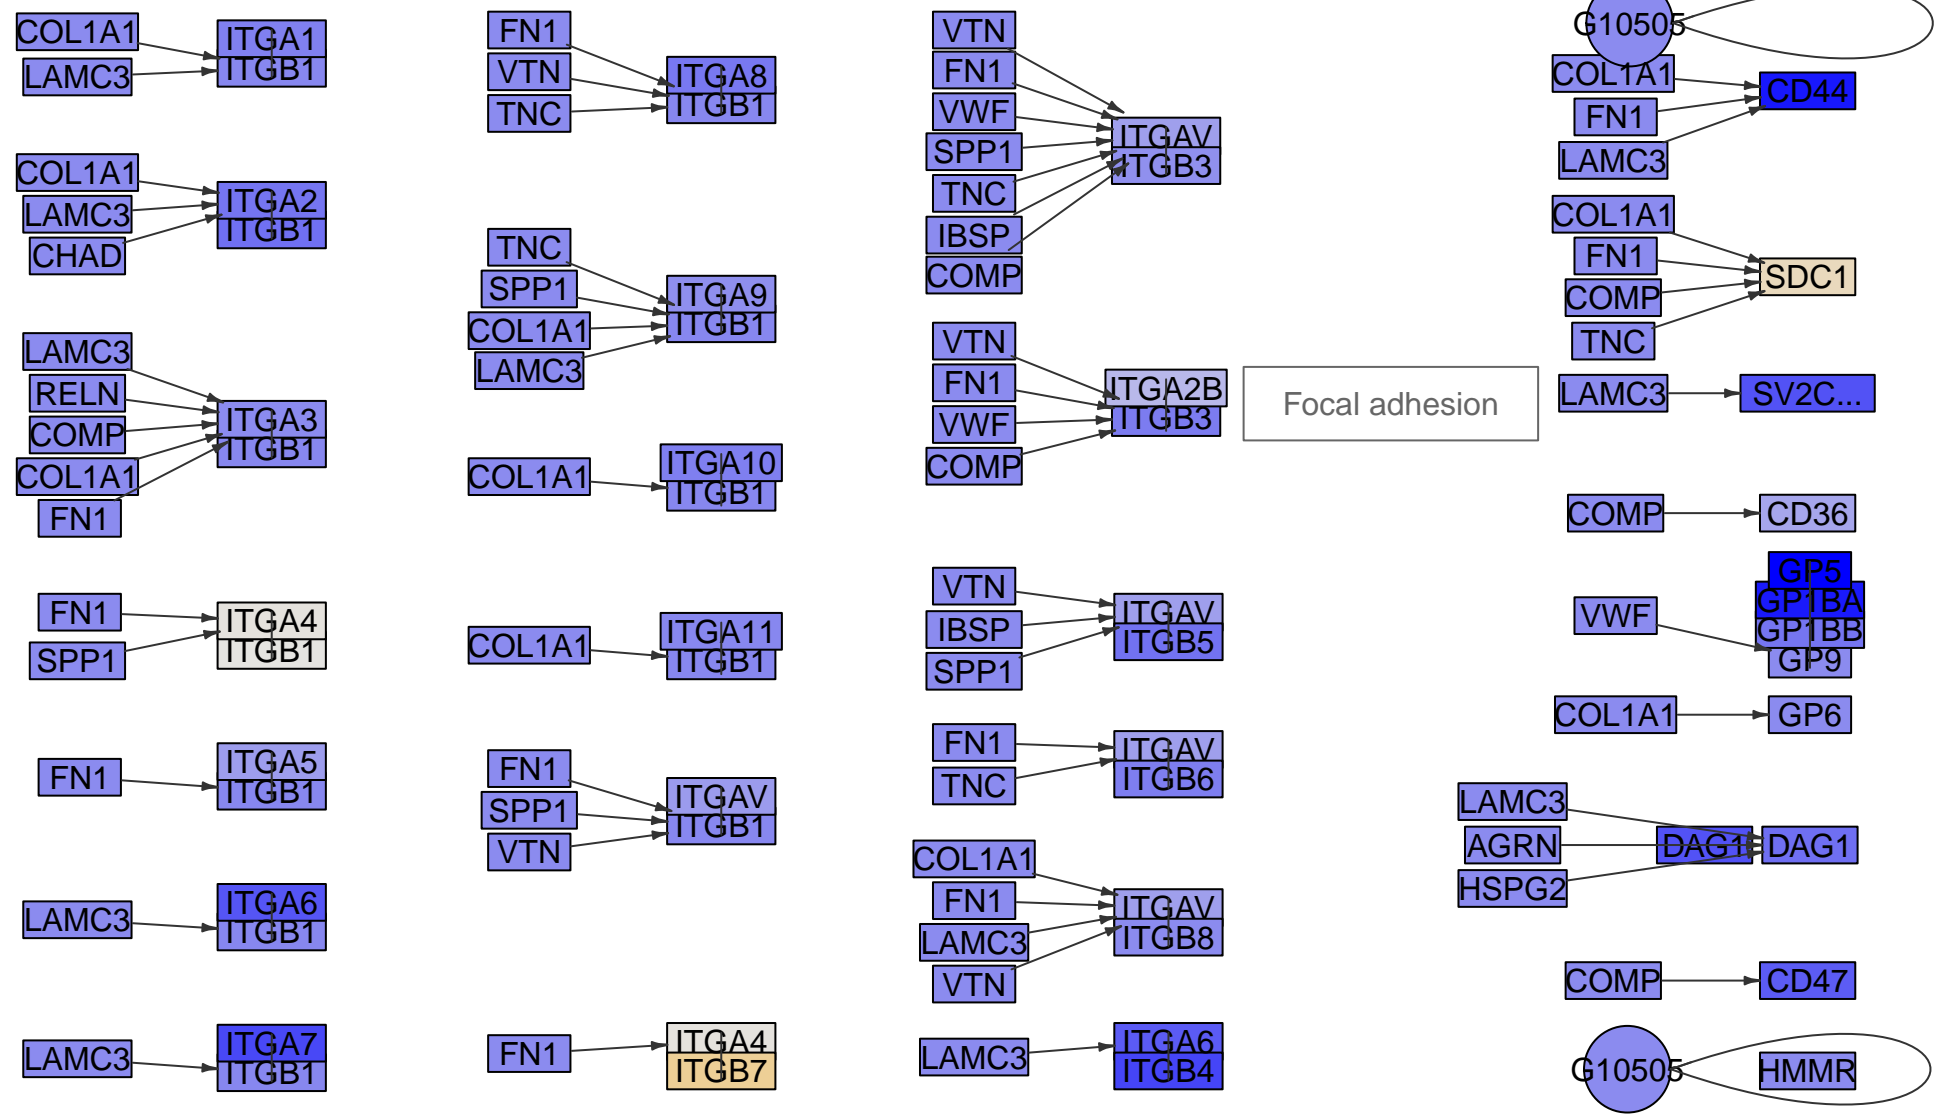 COL1A1
LAMC3
ITGA1
ITGB1
COL1A1
LAMC3
CHAD
ITGA2
ITGB1
LAMC3
RELN
COMP
COL1A1
FN1
ITGA3
ITGB1
FN1
SPP1
ITGA4
ITGB1
FN1
ITGA5
ITGB1
LAMC3
ITGA6
ITGB1
LAMC3
ITGA7
ITGB1
FN1
VTN
TNC
ITGA8
ITGB1
TNC
SPP1
COL1A1
LAMC3
ITGA9
ITGB1
COL1A1
ITGA10
ITGB1
COL1A1
ITGA11
ITGB1
FN1
SPP1
VTN
ITGAV
ITGB1
FN1
ITGA4
ITGB7
VTN
FN1
VWF
SPP1
TNC
IBSP
COMP
ITGAV
ITGB3
VTN
FN1
VWF
COMP
ITGA2B
ITGB3
Focal adhesion
VTN
IBSP
SPP1
ITGAV
ITGB5
FN1
TNC
ITGAV
ITGB6
COL1A1
FN1
LAMC3
VTN
ITGAV
ITGB8
LAMC3
ITGA6
ITGB4
G10505
COL1A1
FN1
LAMC3
CD44
COL1A1
FN1
COMP
TNC
SDC1
LAMC3
SV2C...
COMP
CD36
VWF
GP5
GP1BA
GP1BB
GP9
COL1A1
GP6
LAMC3
AGRN
HSPG2
DAG1
DAG1
COMP
CD47
G10505
HMMR